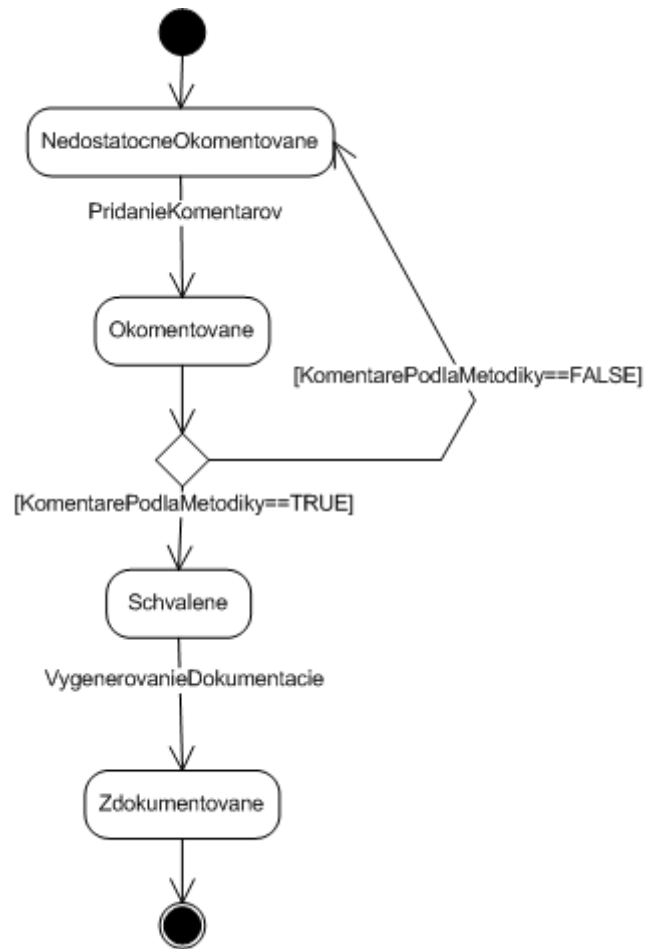 NedostatocneOkomentovane
PridanieKomentarov
Okomentovane
[KomentarePodlaMetodiky==FALSE]
[KomentarePodlaMetodiky==TRUE]
Schvalene
VygenerovanieDokumentacie
Zdokumentovane